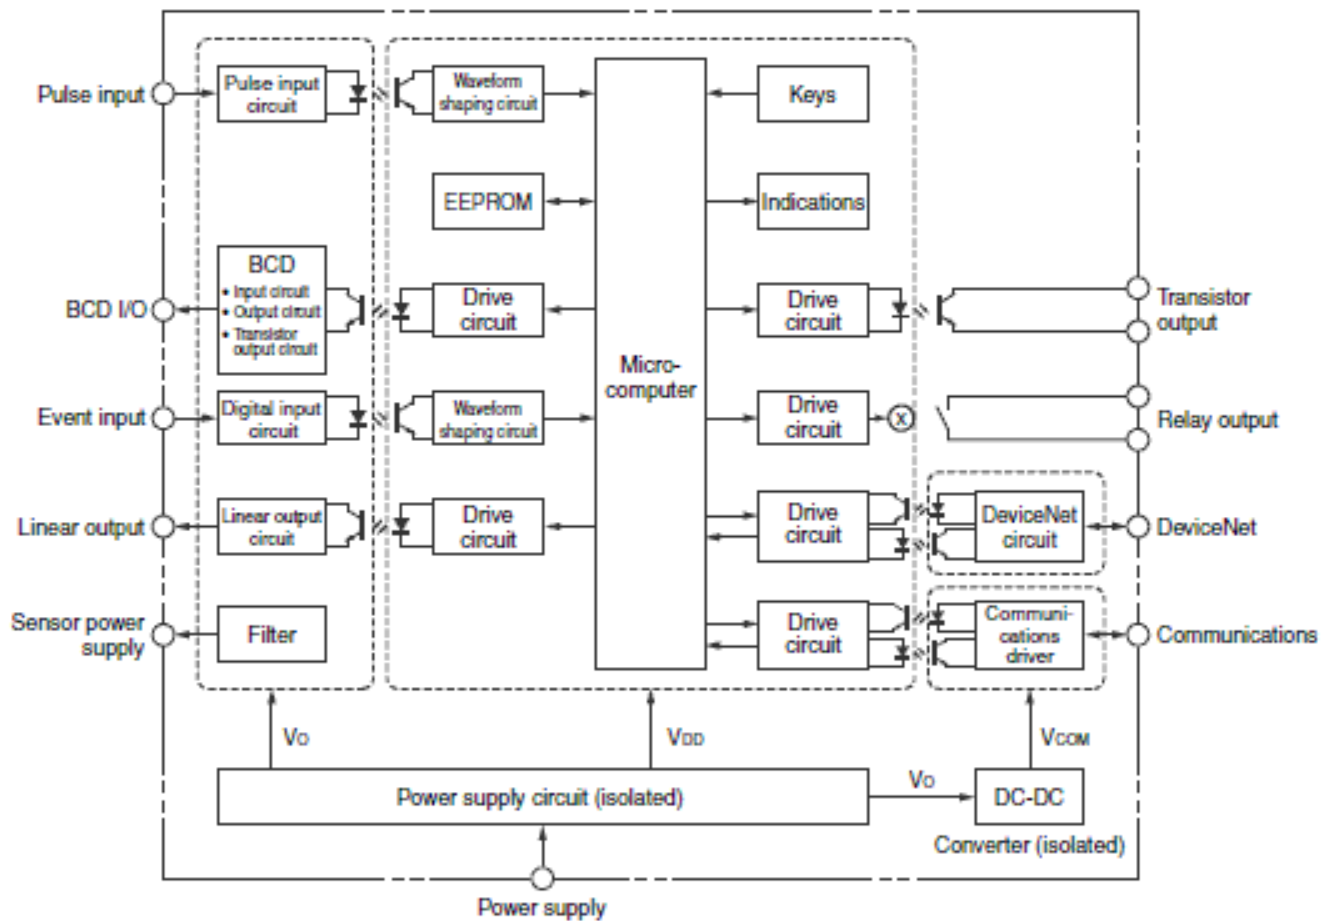 Pulse input
Pulse input
circuit
Waveform
shaping circuit
Keys
EEPROM
Indications
BCD I/O
BCD
• Input circuit
• Output circuit
• Transistor
output circuit
Drive
circuit
Micro-
computer
Drive
circuit
Transistor
output
Event input
Digital input
circuit
Waveform
shaping circuit
Drive
circuit
X
Relay output
Linear output
Linear output
circuit
Drive
circuit
Drive
circuit
DeviceNet
circuit
DeviceNet
Sensor power
supply
Filter
Drive
circuit
Communi-
cations
driver
Communications
VO
VDD
VCOM
Power supply circuit (isolated)
VO
DC-DC
Converter (isolated)
Power supply